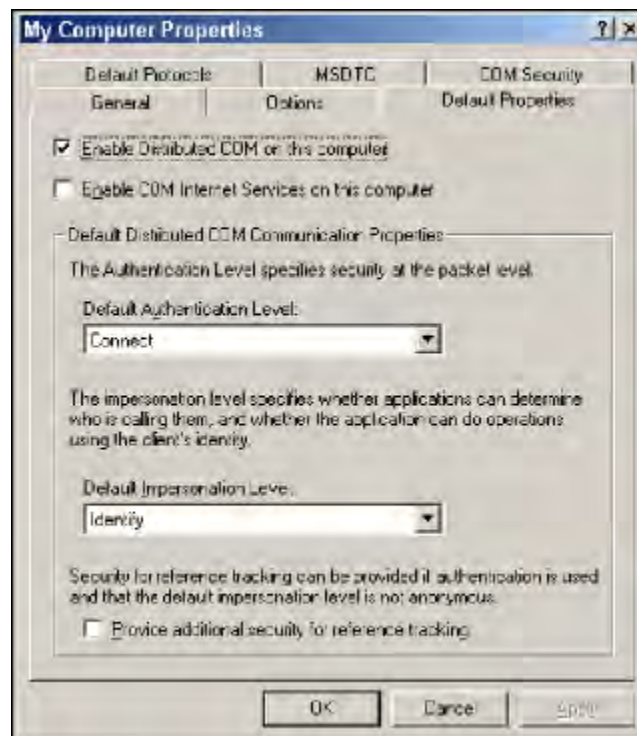 My Computer Properties
Default Protocols MSDTC COM Security
General Options Default Properties
Enable Distributed COM on this computer
Enable COM Internet Services on this computer
Default Distributed COM Communication Properties
The Authentication Level specifies security at the packet level.
Default Authentication Level:
Connect
The impersonation level specifies whether applications can determine
who is calling them, and whether the application can do operations
using the client's identity.
Default Impersonation Level:
Identify
Security for reference tracking can be provided if authentication is used
and that the default impersonation level is not anonymous.
Provide additional security for reference tracking
OK Cancel Apply